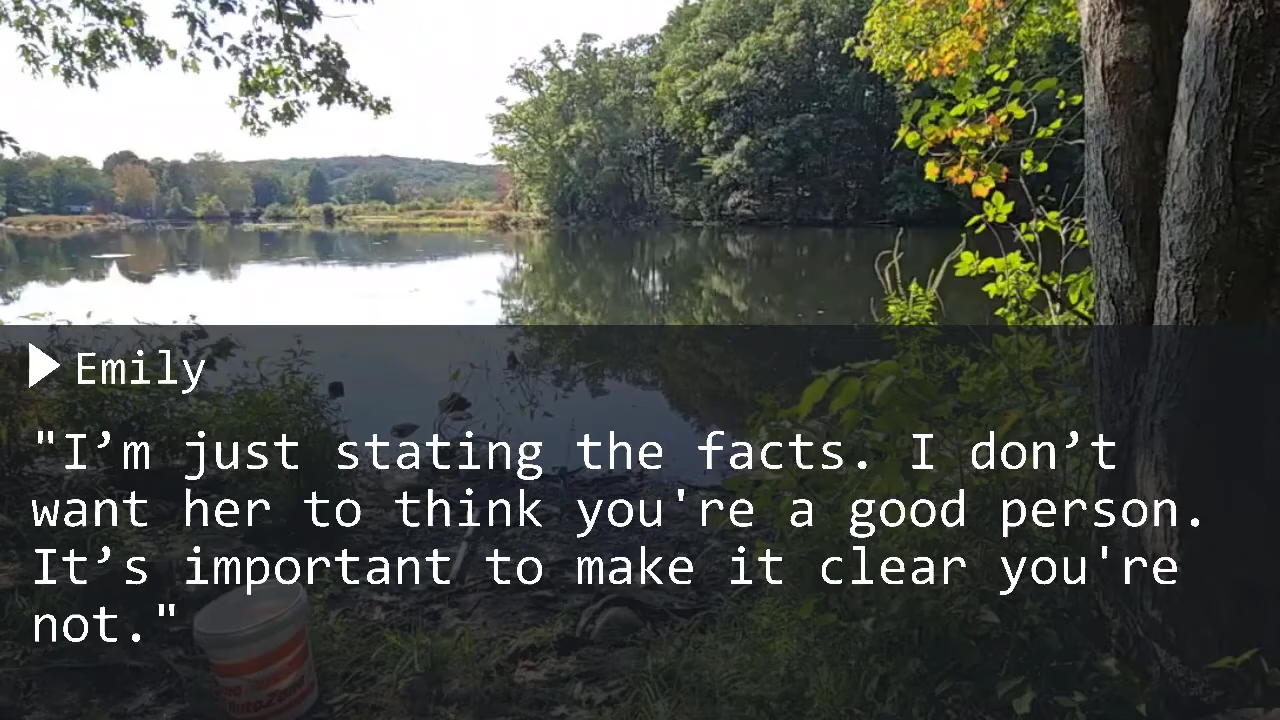 Emily
"I’m just stating the facts. I don’t
want her to think you're a good person.
It’s important to make it clear you're
not."
AutoZone